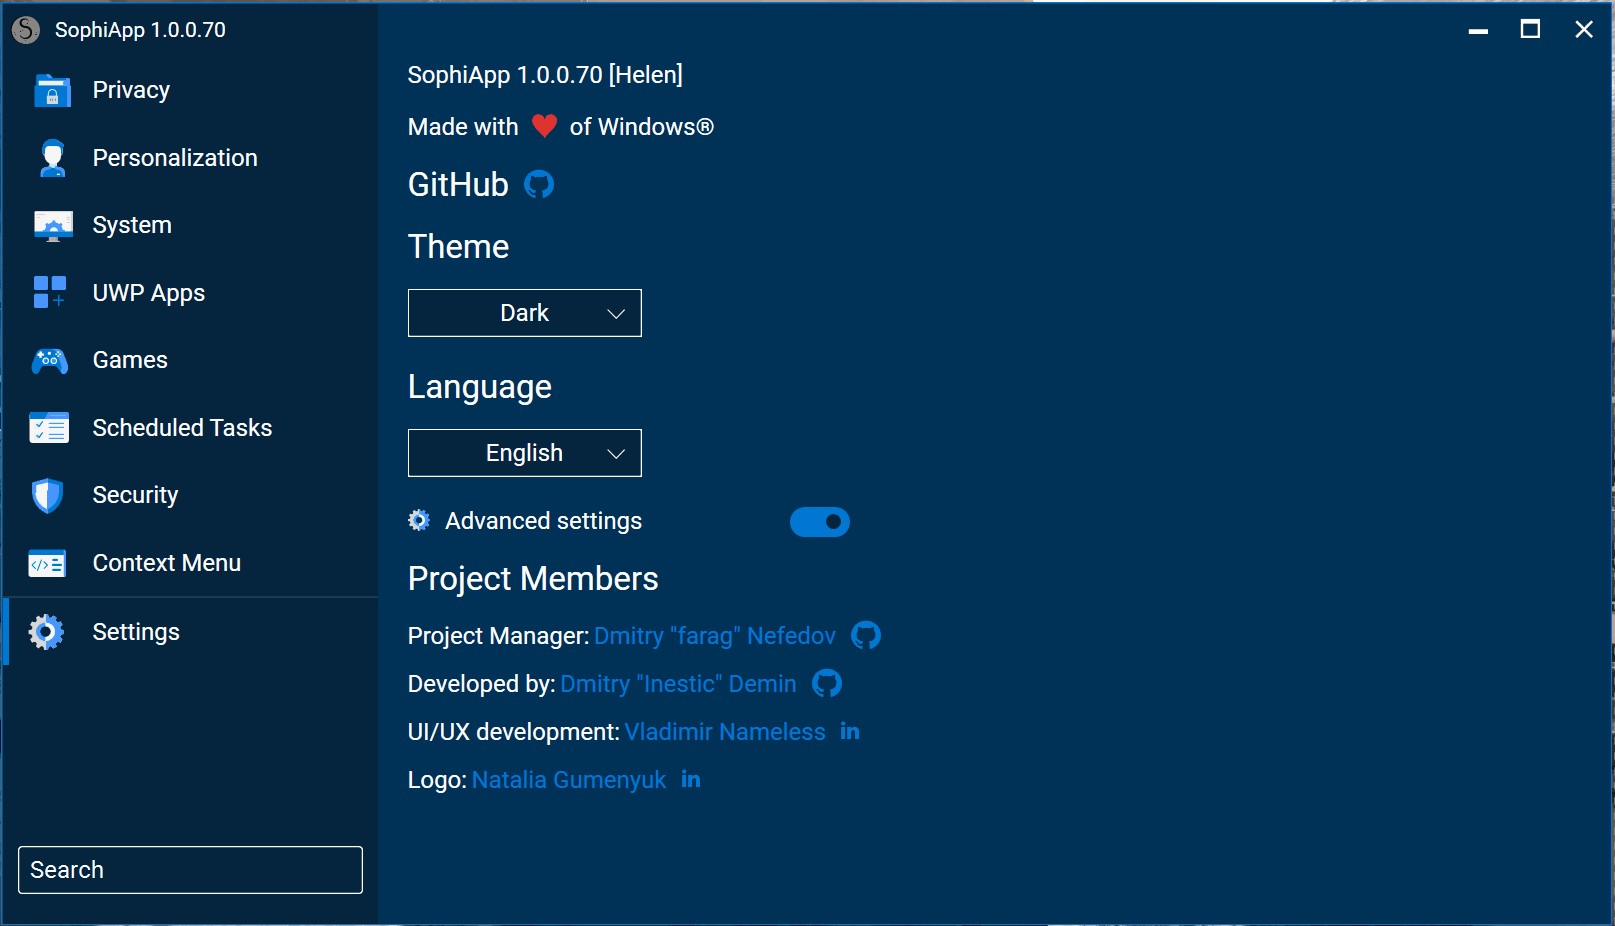 SophiApp 1.0.0.70
Privacy
Personalization
System
UWP Apps
Games
Scheduled Tasks
Security
Context Menu
Settings
Search
SophiApp 1.0.0.70 [Helen]
Made with ❤ of Windows®
GitHub
Theme
Dark
Language
English
Advanced settings
Project Members
Project Manager: Dmitry "farag" Nefedov
Developed by: Dmitry "Inestic" Demin
UI/UX development: Vladimir Nameless in
Logo: Natalia Gumenyuk in